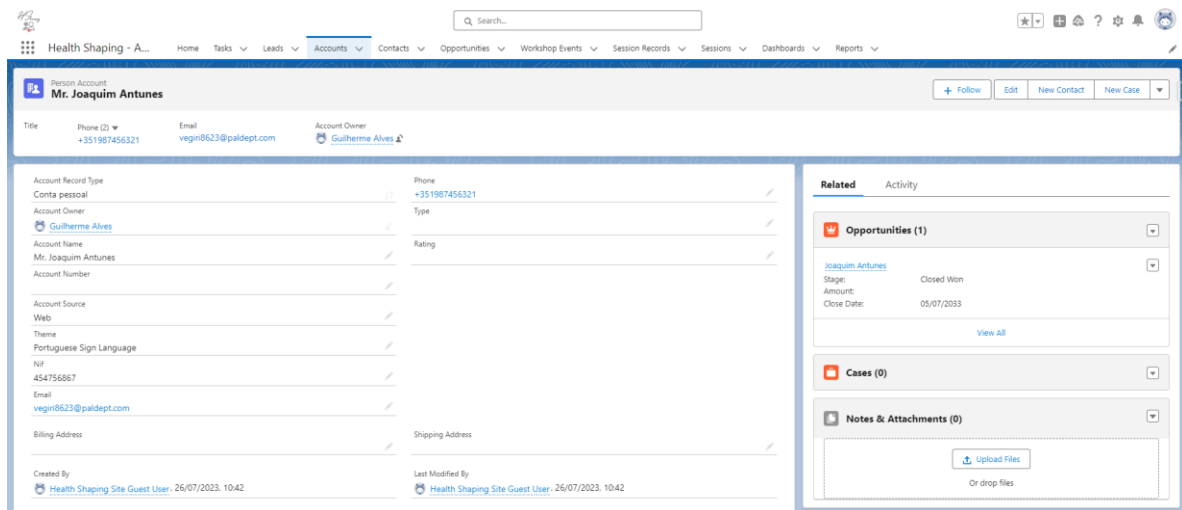 Search...
Health Shaping - A... Home Tasks Leads Accounts Contacts Opportunities Workshop Events Session Records Sessions Dashboards Reports
Person Account
Mr. Joaquim Antunes
+ Follow Edit New Contact New Case
Title Phone (2) Email Account Owner
+351987456321 vegiri8623@paldept.com Guilherme Alves
Account Record Type
Conta pessoal
Account Owner
Guilherme Alves
Account Name
Mr. Joaquim Antunes
Account Number
Account Source
Web
Theme
Portuguese Sign Language
Nif
454756867
Email
vegiri8623@paldept.com
Billing Address
Created By
Health Shaping Site Guest User, 26/07/2023, 10:42
Phone
+351987456321
Type
Rating
Shipping Address
Last Modified By
Health Shaping Site Guest User, 26/07/2023, 10:42
Related Activity
Opportunities (1)
Joaquim Antunes
Stage: Closed Won
Amount:
Close Date: 05/07/2033
View All
Cases (0)
Notes & Attachments (0)
Upload Files
Or drop files